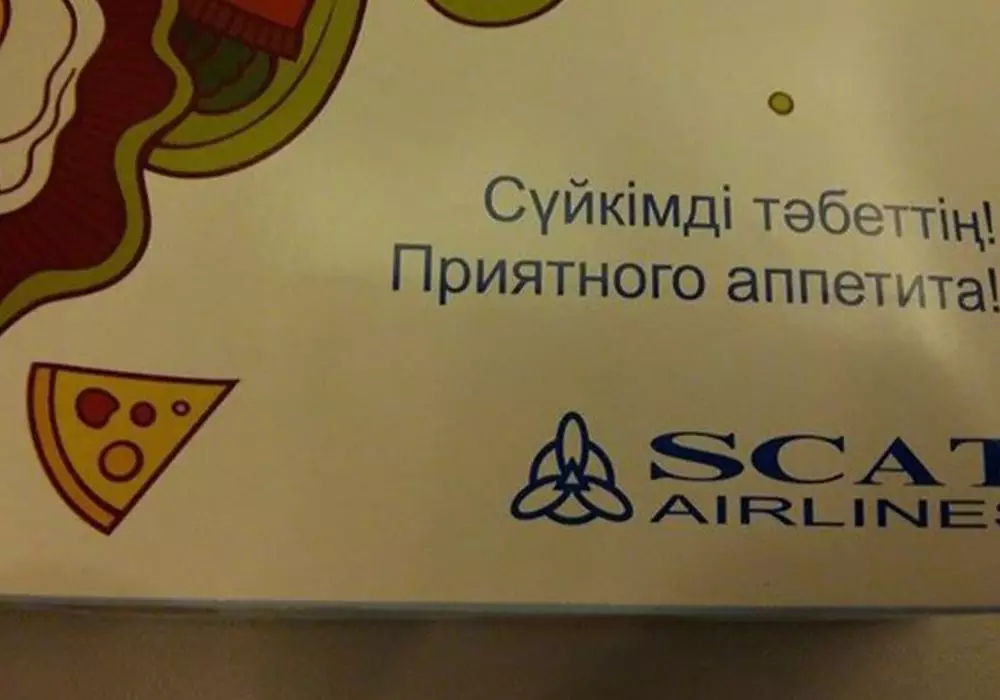 Сүйкімді тәбеттің!
Приятного аппетита!
SCAT
AIRLINES